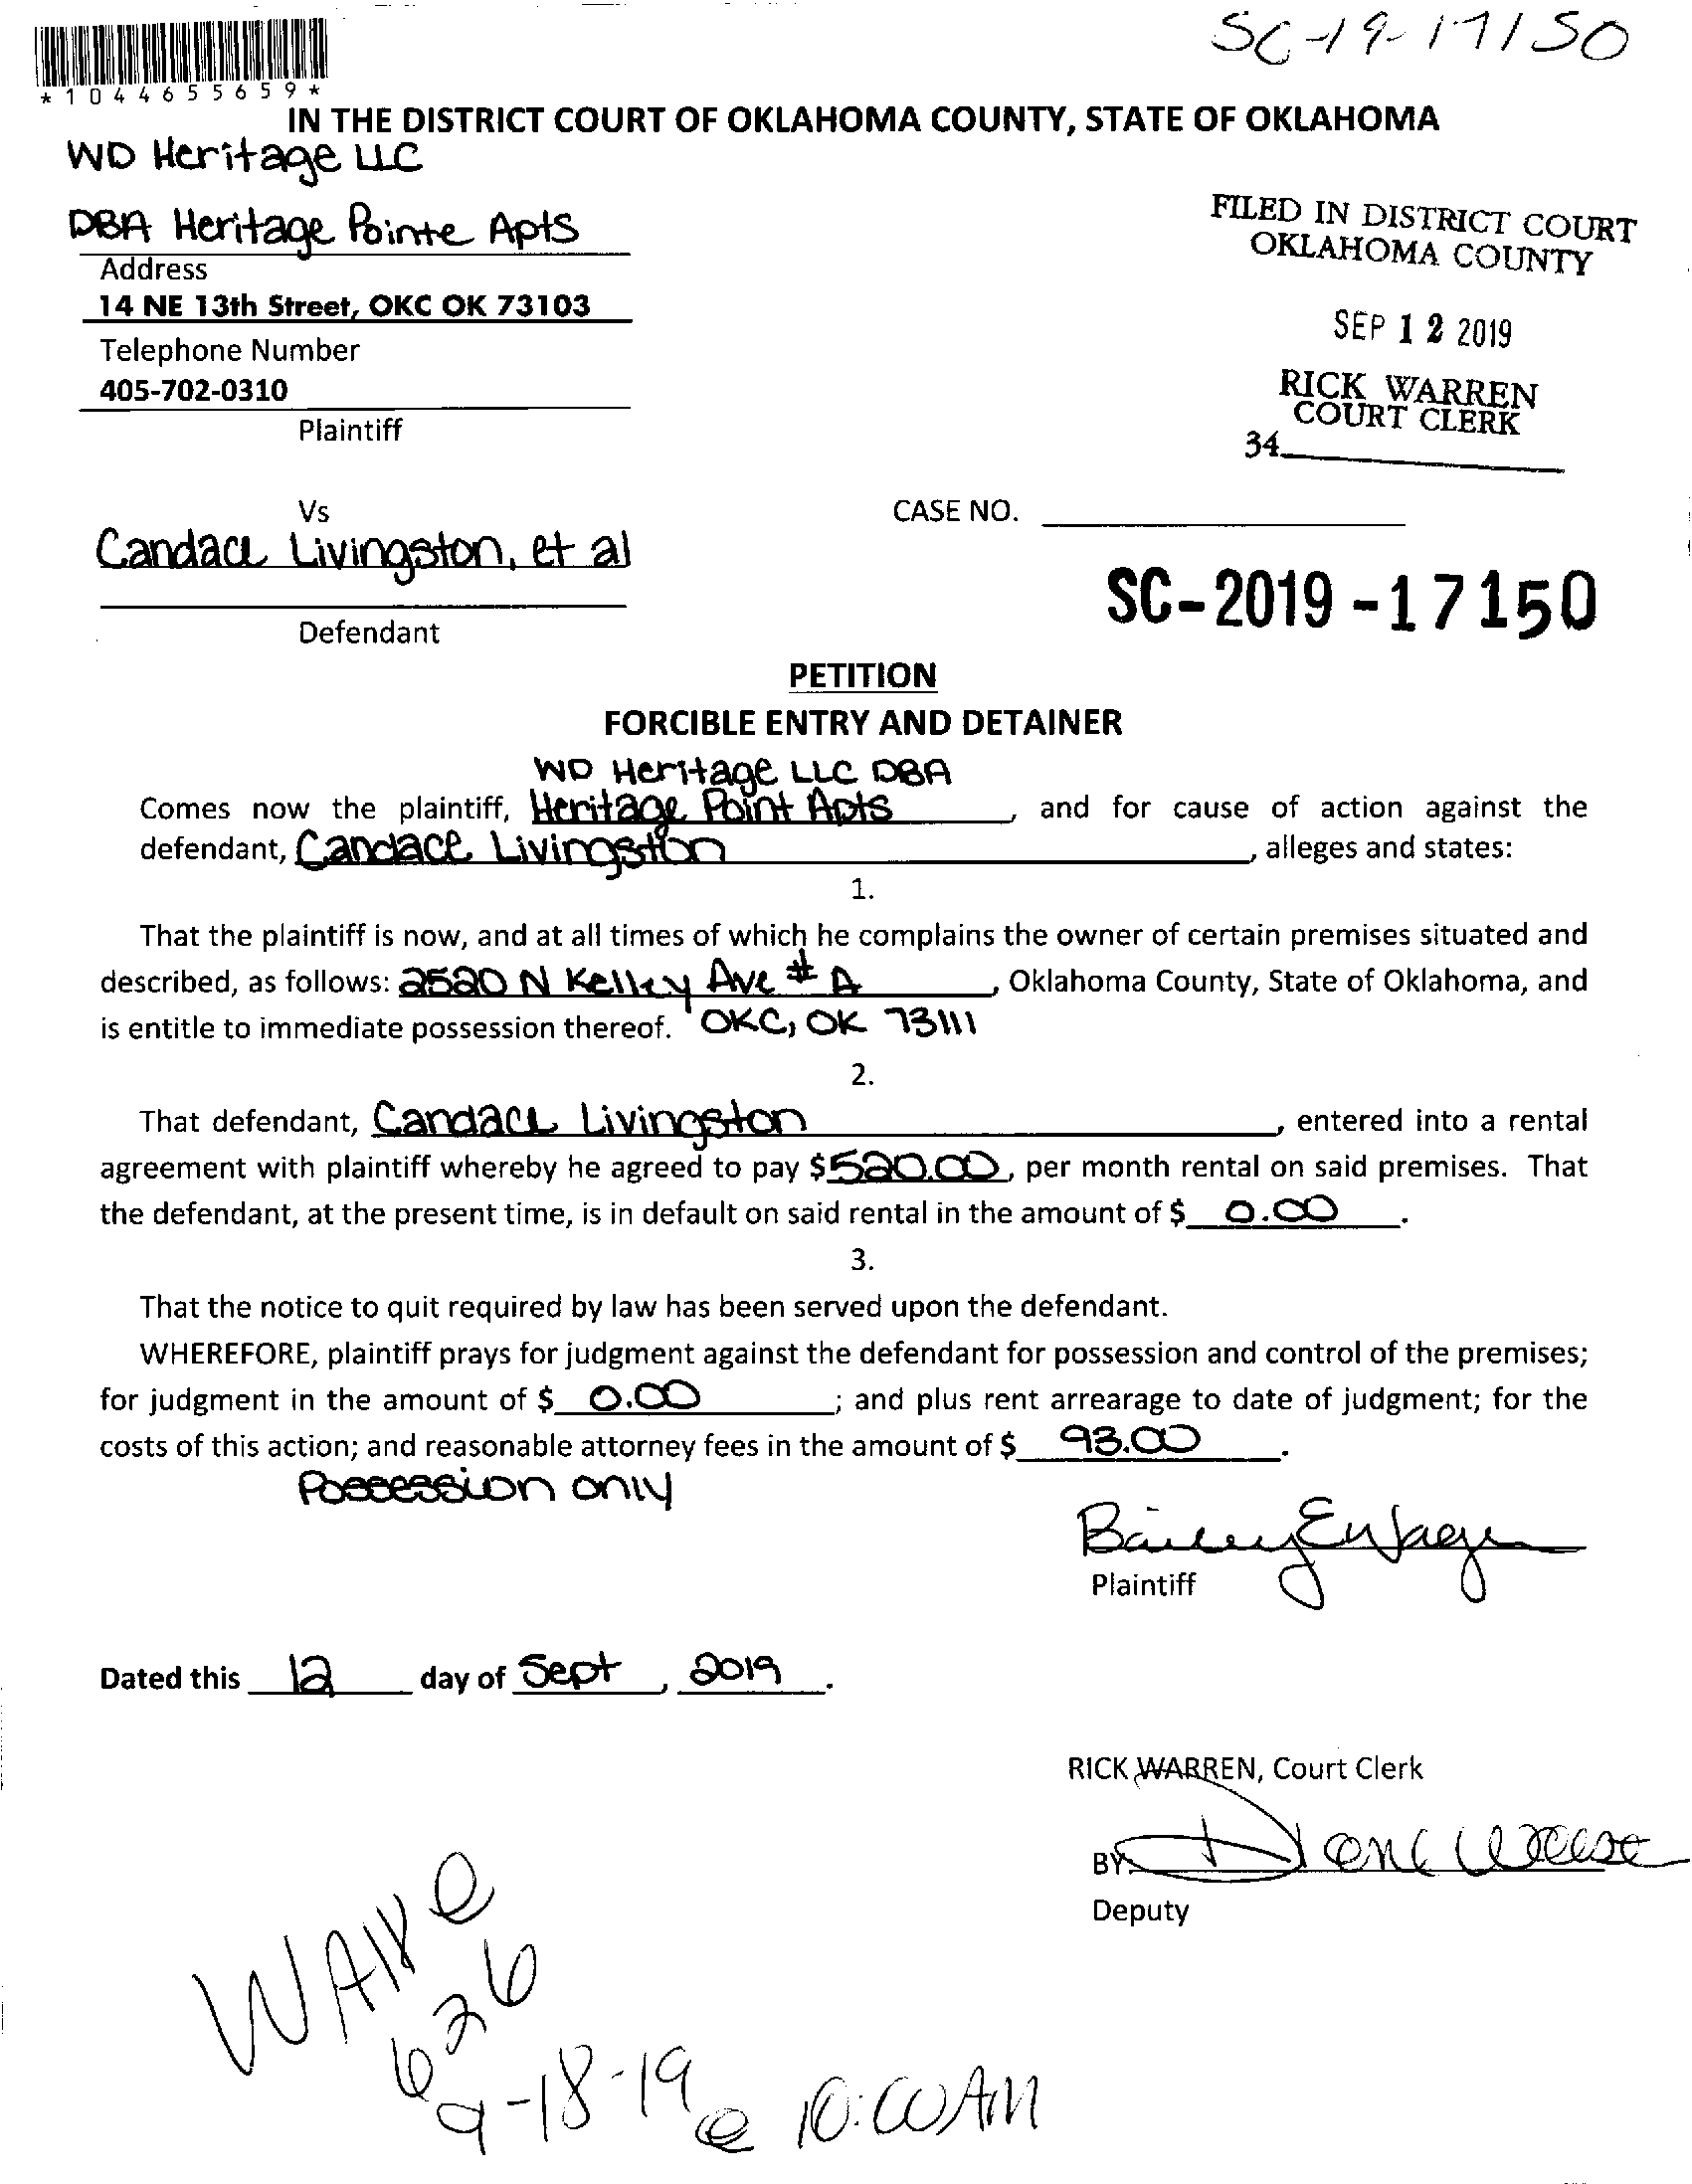 SC-19-17150
*1044655659*
IN THE DISTRICT COURT OF OKLAHOMA COUNTY, STATE OF OKLAHOMA
WD Heritage LLC
DBA Heritage Pointe Apts
Address
14 NE 13th Street, OKC OK 73103
Telephone Number
405-702-0310
Plaintiff
FILED IN DISTRICT COURT
OKLAHOMA COUNTY
SEP 12 2019
RICK WARREN
COURT CLERK
34
Vs
CASE NO.
Candace Livingston, et al
SC-2019-17150
Defendant
PETITION
FORCIBLE ENTRY AND DETAINER
WD Heritage LLC DBA
Comes now the plaintiff, Heritage Point Apts, and for cause of action against the
defendant, Candace Livingston, alleges and states:
1.
That the plaintiff is now, and at all times of which he complains the owner of certain premises situated and
described, as follows: 2520 N Kelley Ave # A, Oklahoma County, State of Oklahoma, and
is entitle to immediate possession thereof. OKC, OK 73111
2.
That defendant, Candace Livingston, entered into a rental
agreement with plaintiff whereby he agreed to pay $520.00, per month rental on said premises. That
the defendant, at the present time, is in default on said rental in the amount of $ 0.00.
3.
That the notice to quit required by law has been served upon the defendant.
WHEREFORE, plaintiff prays for judgment against the defendant for possession and control of the premises;
for judgment in the amount of $ 0.00; and plus rent arrearage to date of judgment; for the
costs of this action; and reasonable attorney fees in the amount of $ 93.00.
Possession only
Plaintiff
Dated this 12 day of Sept, 2019.
RICK WARREN, Court Clerk
BY:
Deputy
WAIVE
626
9-18-19 @ 10:00 AM